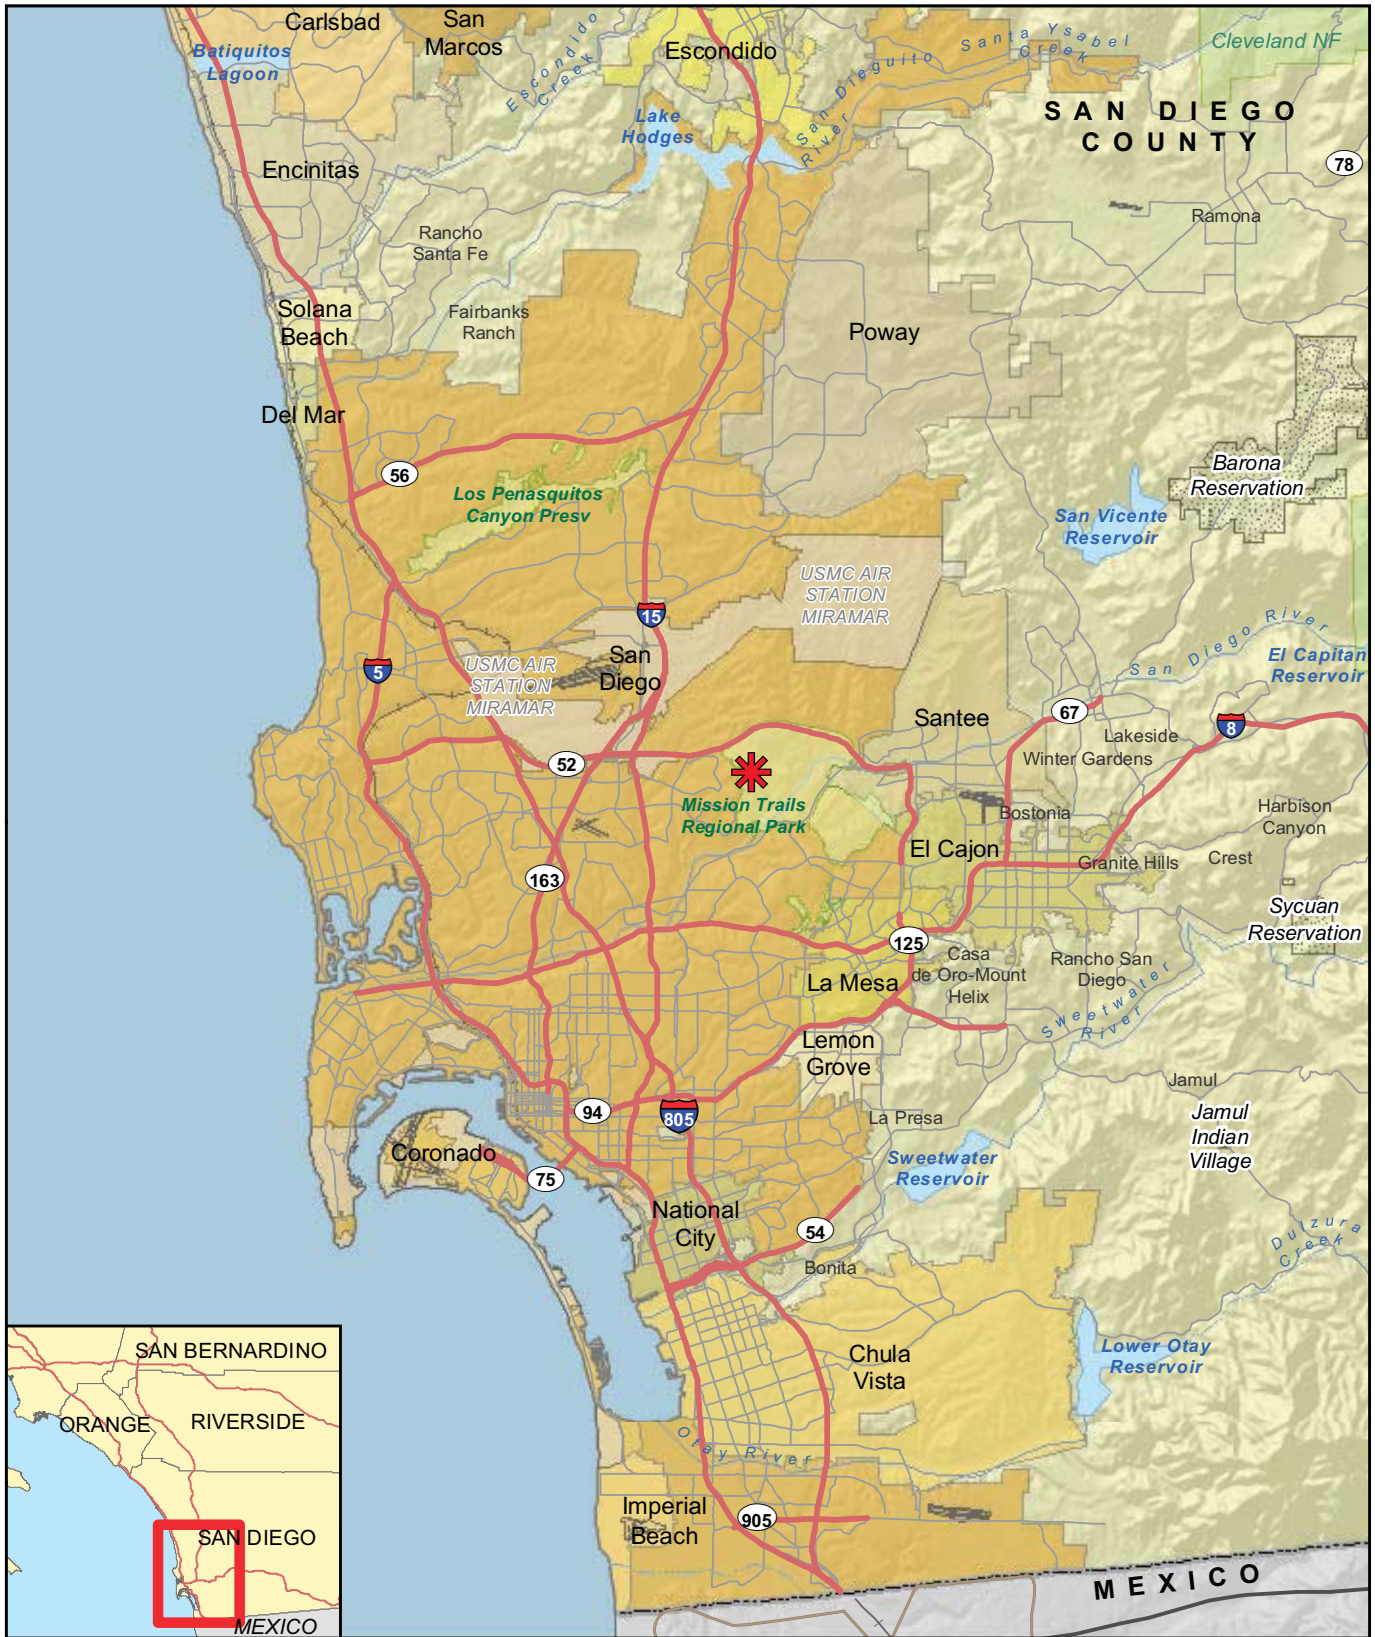 Carlsbad
San
Marcos
Escondido
Batiquitos
Lagoon
Escondido
Creek
Lake
Hodges
San Dieguito
River
Santa Ysabel
Creek
Cleveland NF
SAN DIEGO
COUNTY
78
Encinitas
Rancho
Santa Fe
Ramona
Solana
Beach
Fairbanks
Ranch
Poway
Del Mar
56
Los Penasquitos
Canyon Presv
Barona
Reservation
San Vicente
Reservoir
USMC AIR
STATION
MIRAMAR
15
5
USMC AIR
STATION
MIRAMAR
San
Diego
San Diego River
El Capitan
Reservoir
Santee
67
Lakeside
8
Winter Gardens
52
Mission Trails
Regional Park
Bostonia
Harbison
Canyon
El Cajon
Granite Hills
Crest
163
Sycuan
Reservation
125
Casa
de Oro-Mount
Helix
Rancho San
Diego
La Mesa
Sweetwater
River
Lemon
Grove
Jamul
94
805
La Presa
Jamul
Indian
Village
Coronado
75
Sweetwater
Reservoir
National
City
54
Dulzura
Creek
Bonita
Chula
Vista
Lower Otay
Reservoir
Otay River
Imperial
Beach
905
MEXICO
SAN BERNARDINO
ORANGE
RIVERSIDE
SAN DIEGO
MEXICO